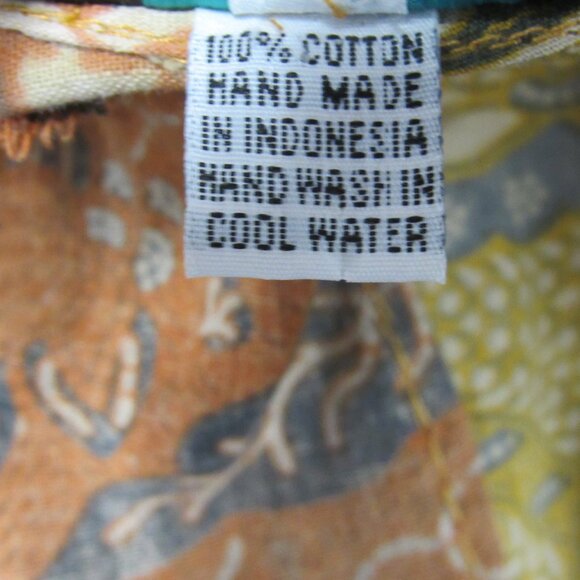 100% COTTON
HAND MADE
IN INDONESIA
HAND WASH IN
COOL WATER